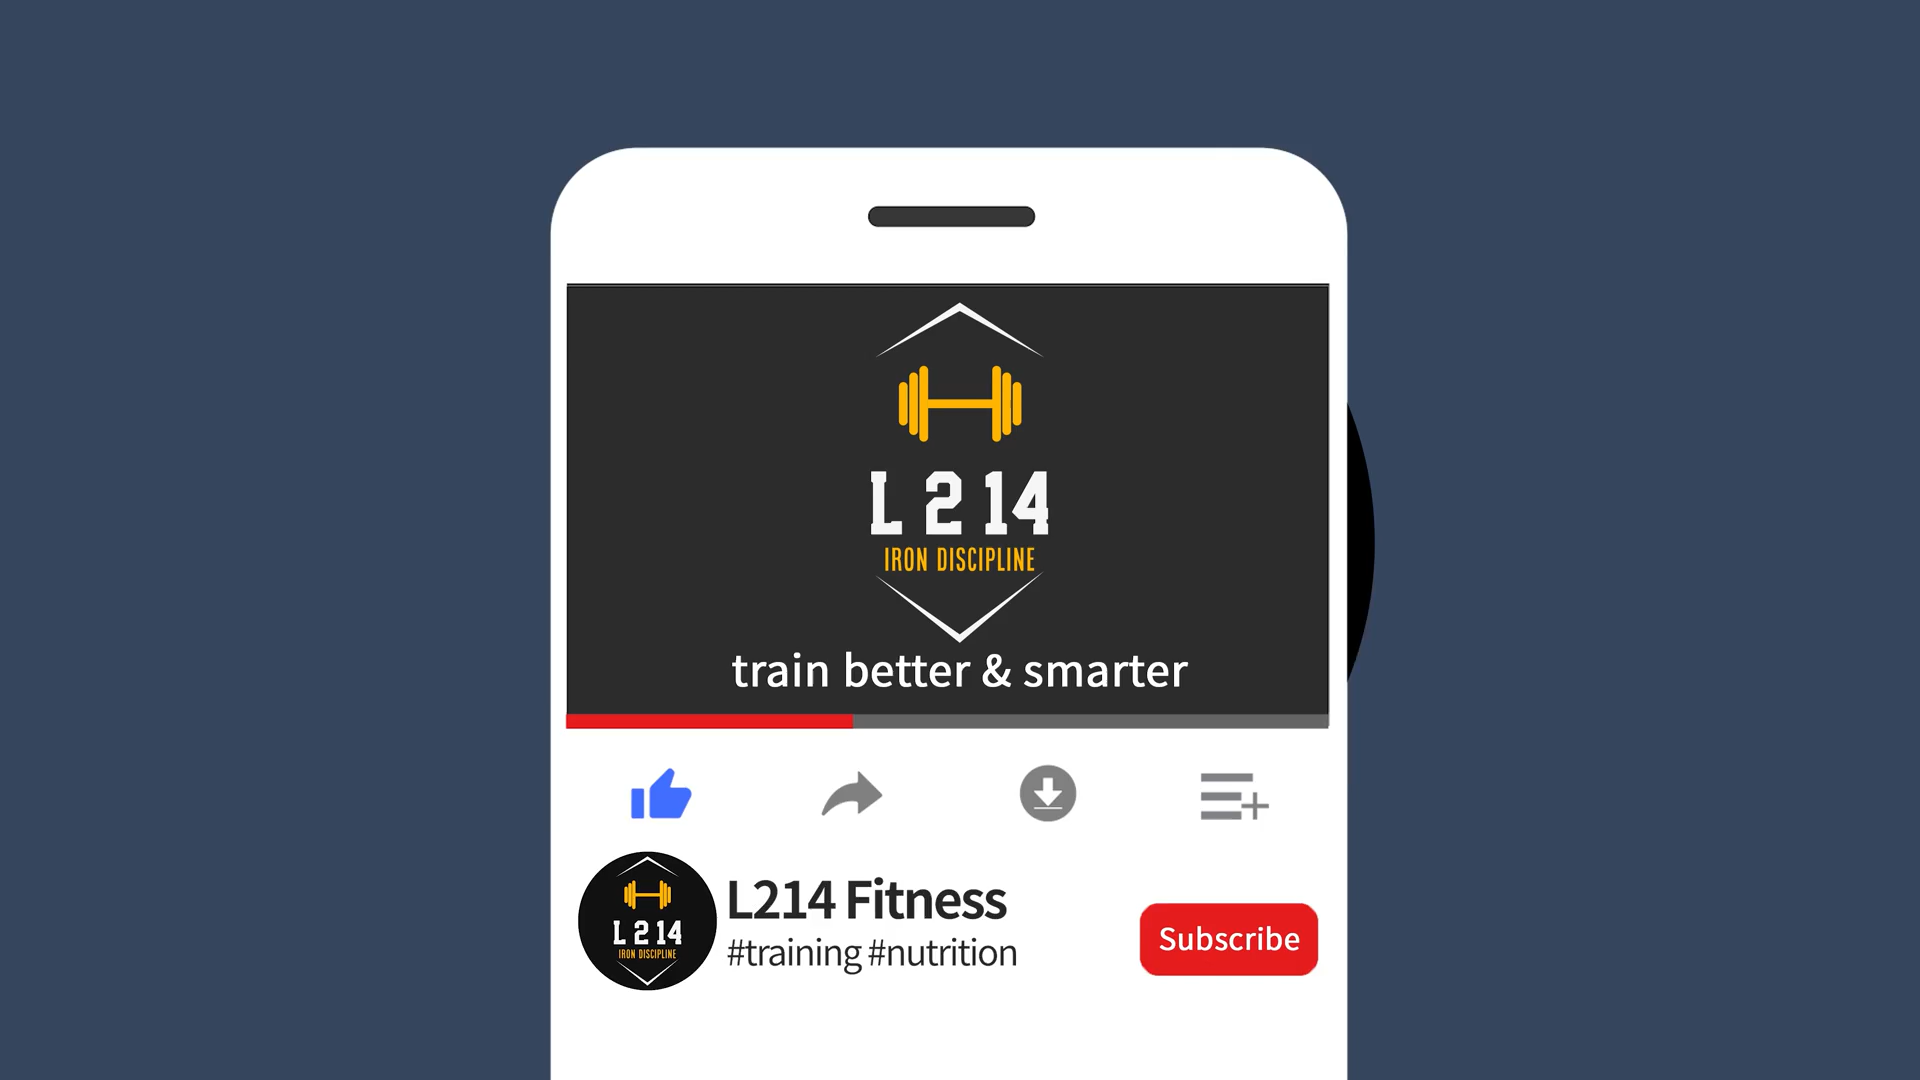 L 2 14
IRON DISCIPLINE
train better & smarter
L 2 14
IRON DISCIPLINE
L214 Fitness
#training #nutrition
Subscribe